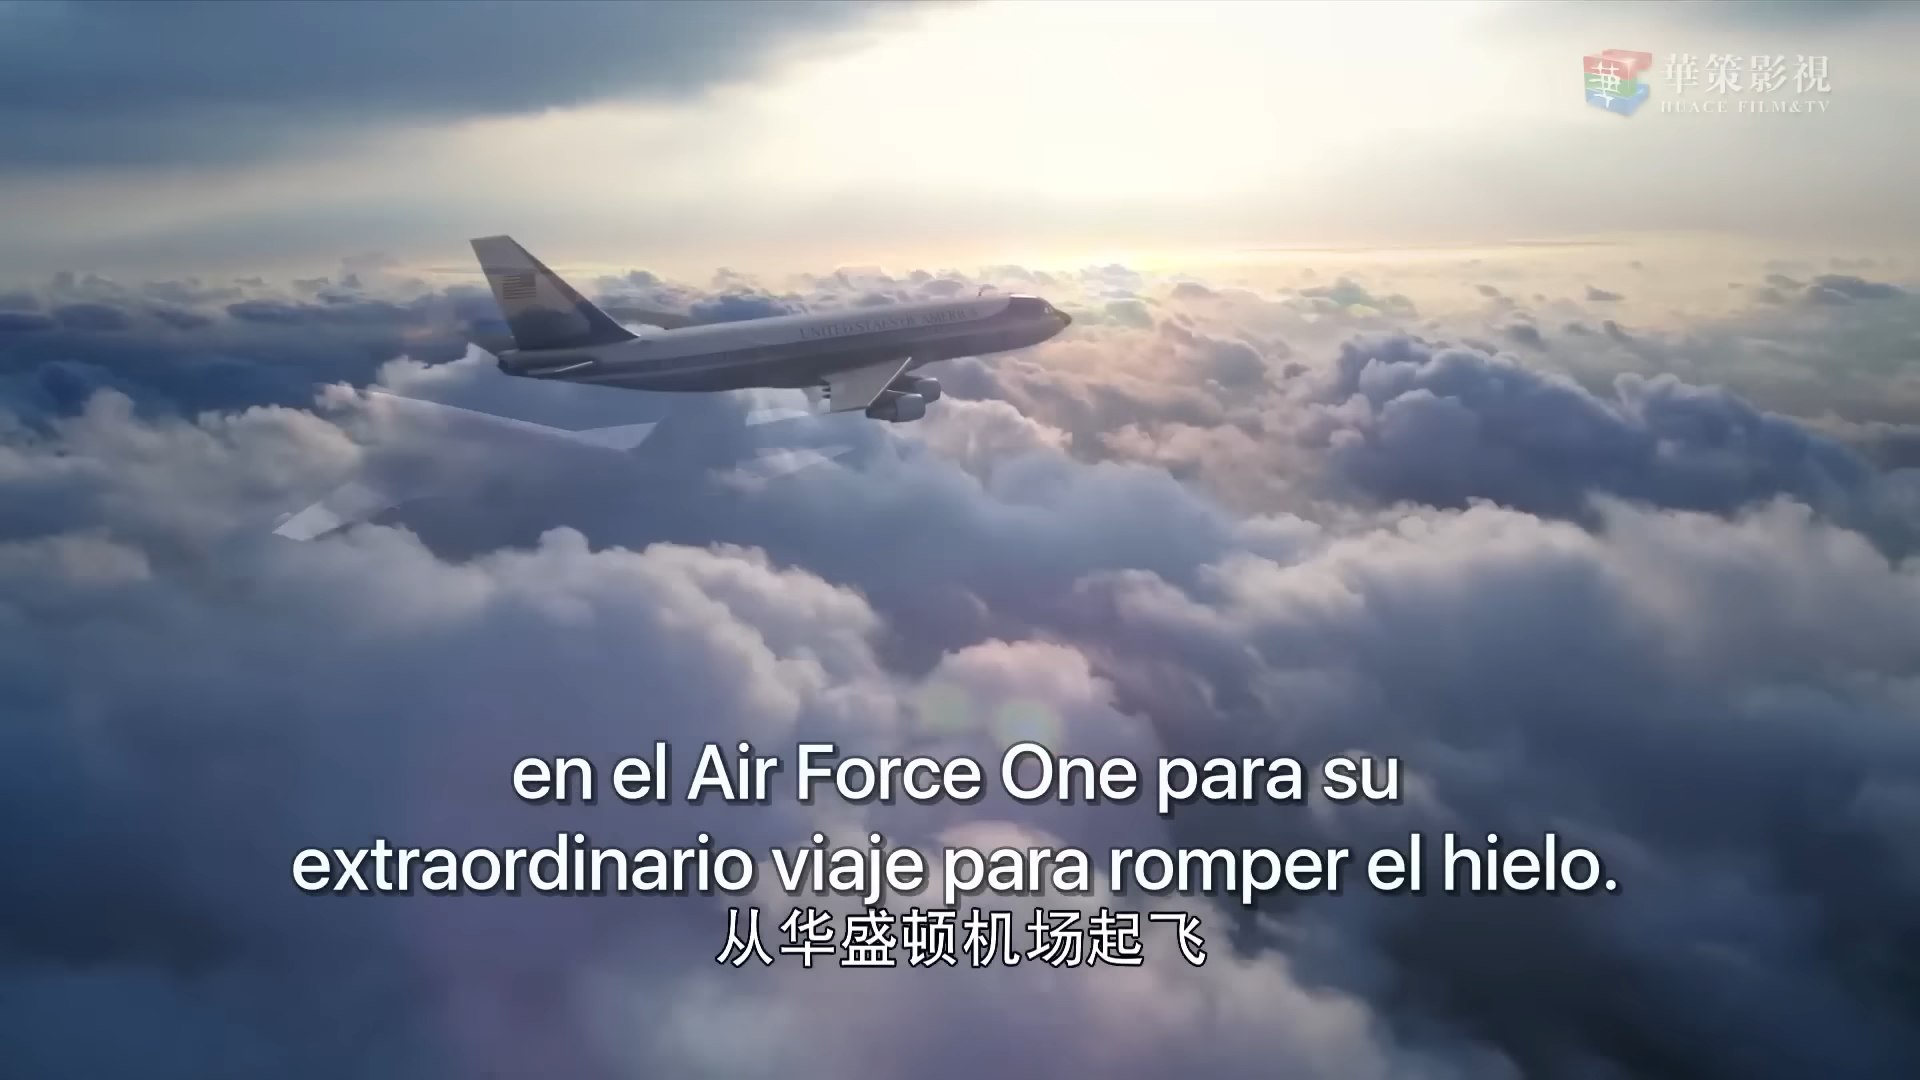 華
華策影視
HUACE FILM&TV
en el Air Force One para su
extraordinario viaje para romper el hielo.
从华盛顿机场起飞